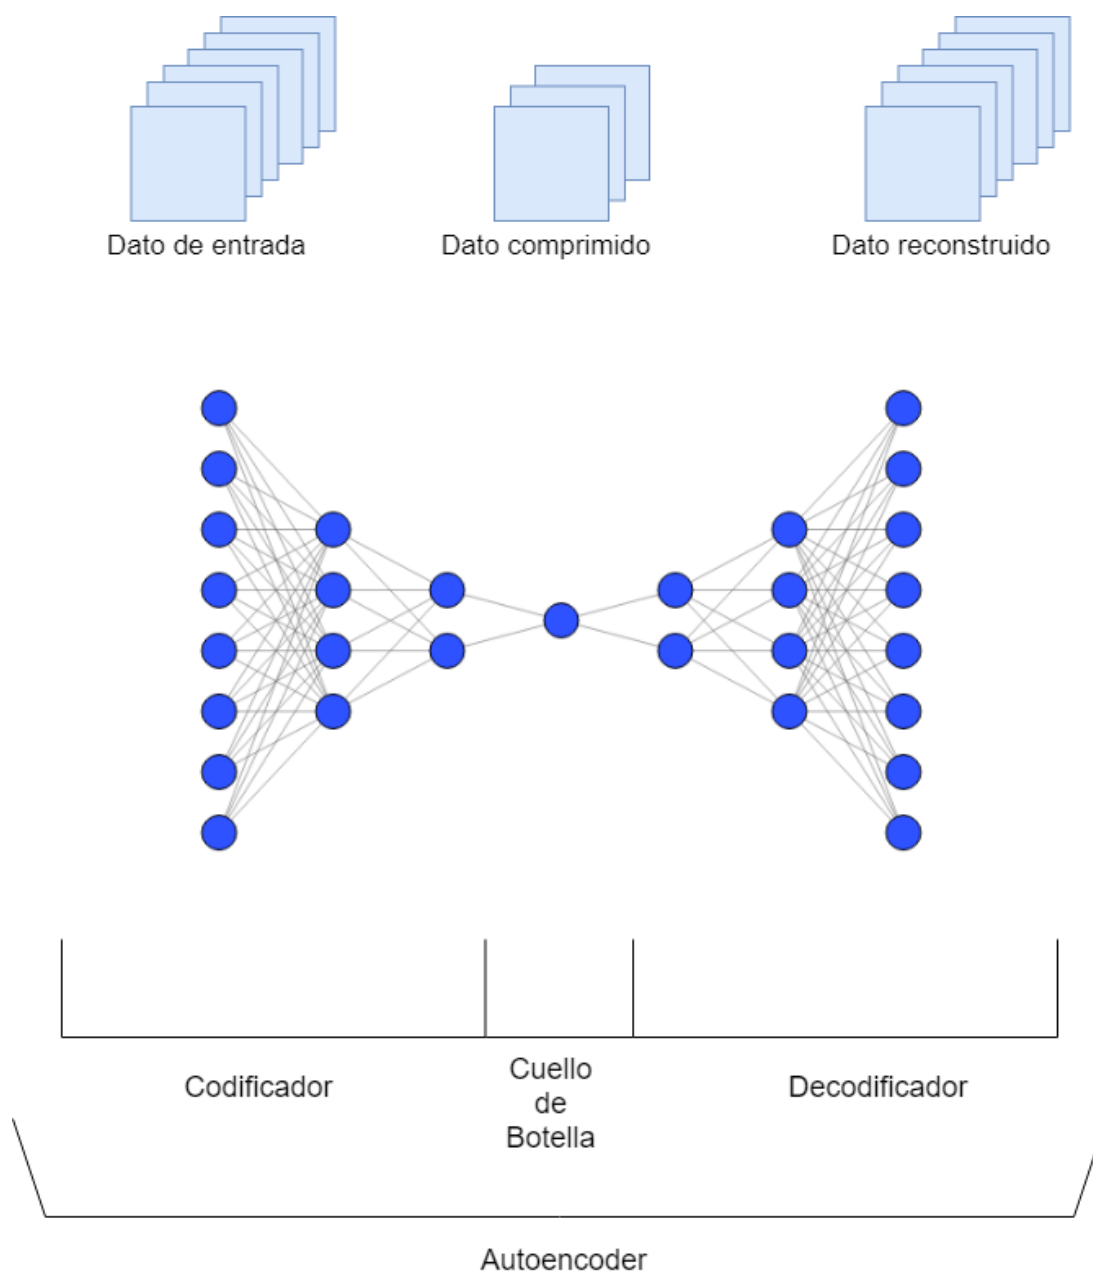 Dato de entrada
Dato comprimido
Dato reconstruido
Codificador
Cuello
de
Botella
Decodificador
Autoencoder